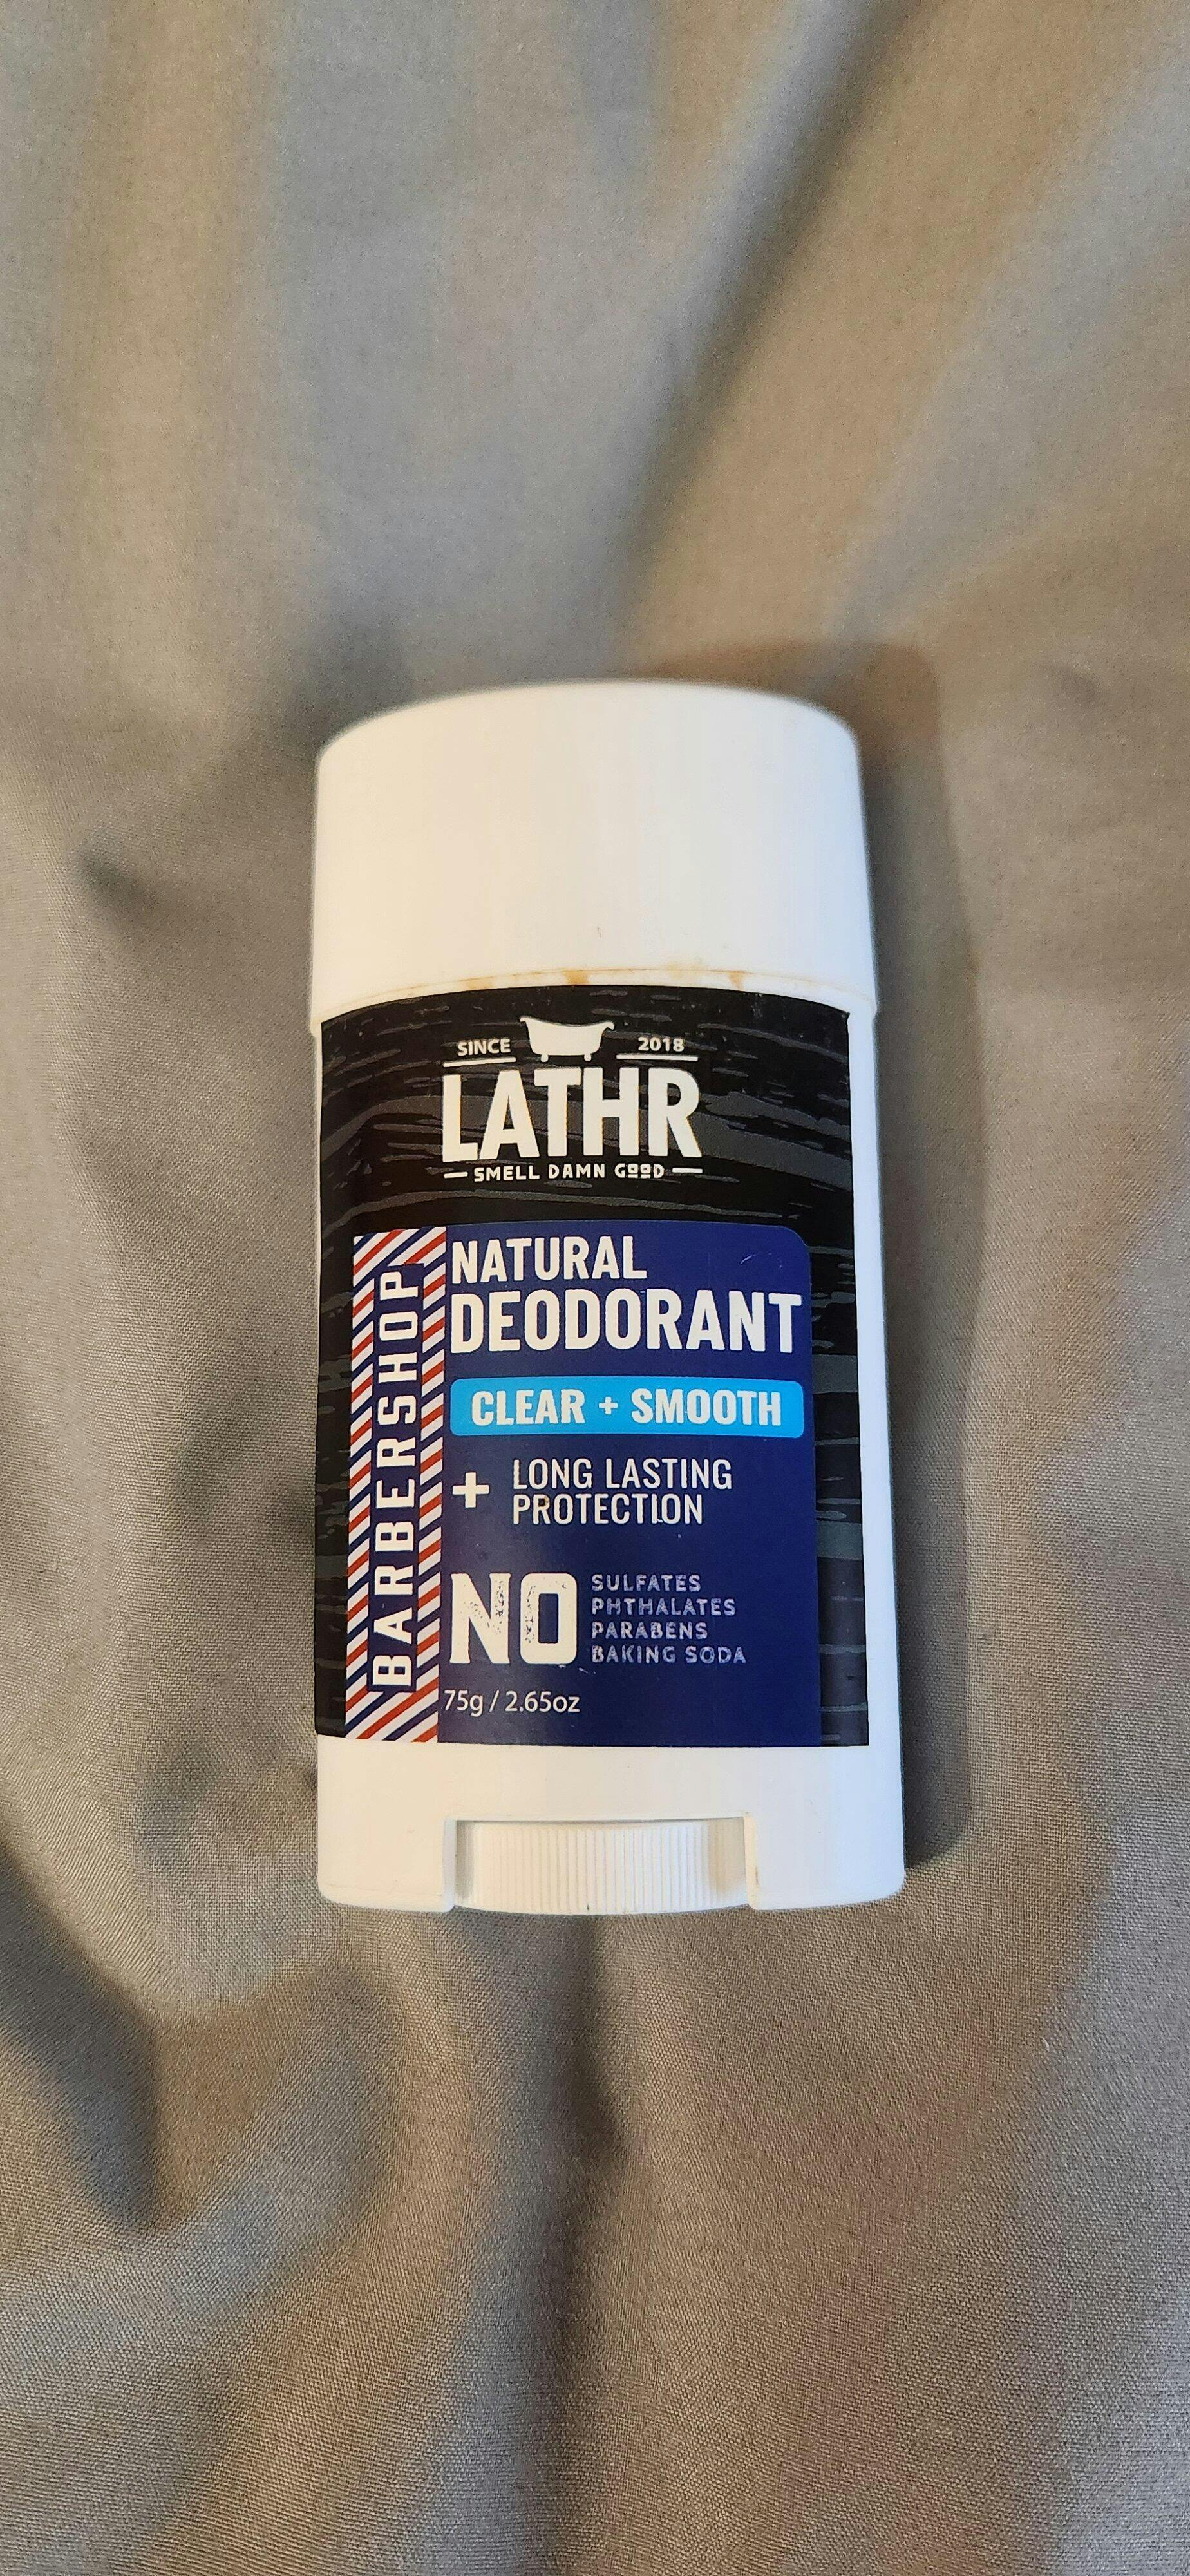 SINCE 2018
LATHR
SMELL DAMN GOOD
BARBERSHOP
NATURAL
DEODORANT
CLEAR + SMOOTH
+ LONG LASTING
PROTECTION
NO
SULFATES
PHTHALATES
PARABENS
BAKING SODA
75g / 2.65oz